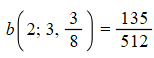 b(2; 3, 3/8) = 135/512